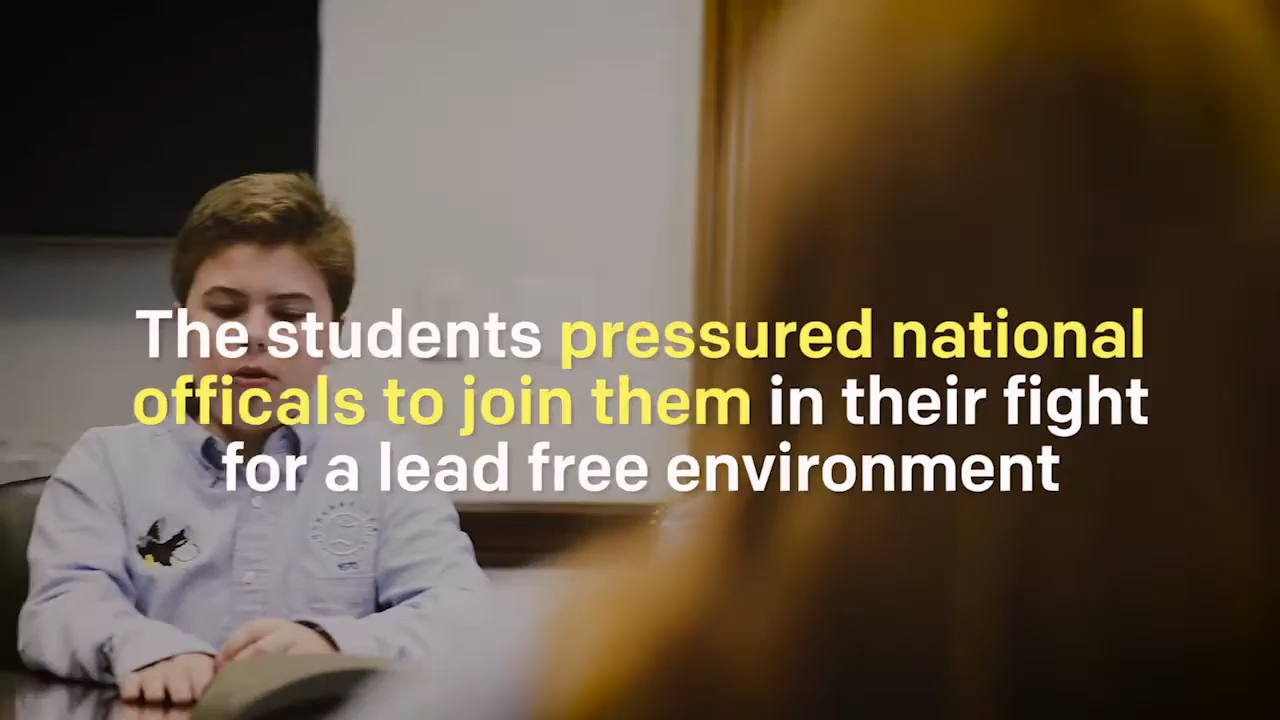 The students pressured national
officals to join them in their fight
for a lead free environment